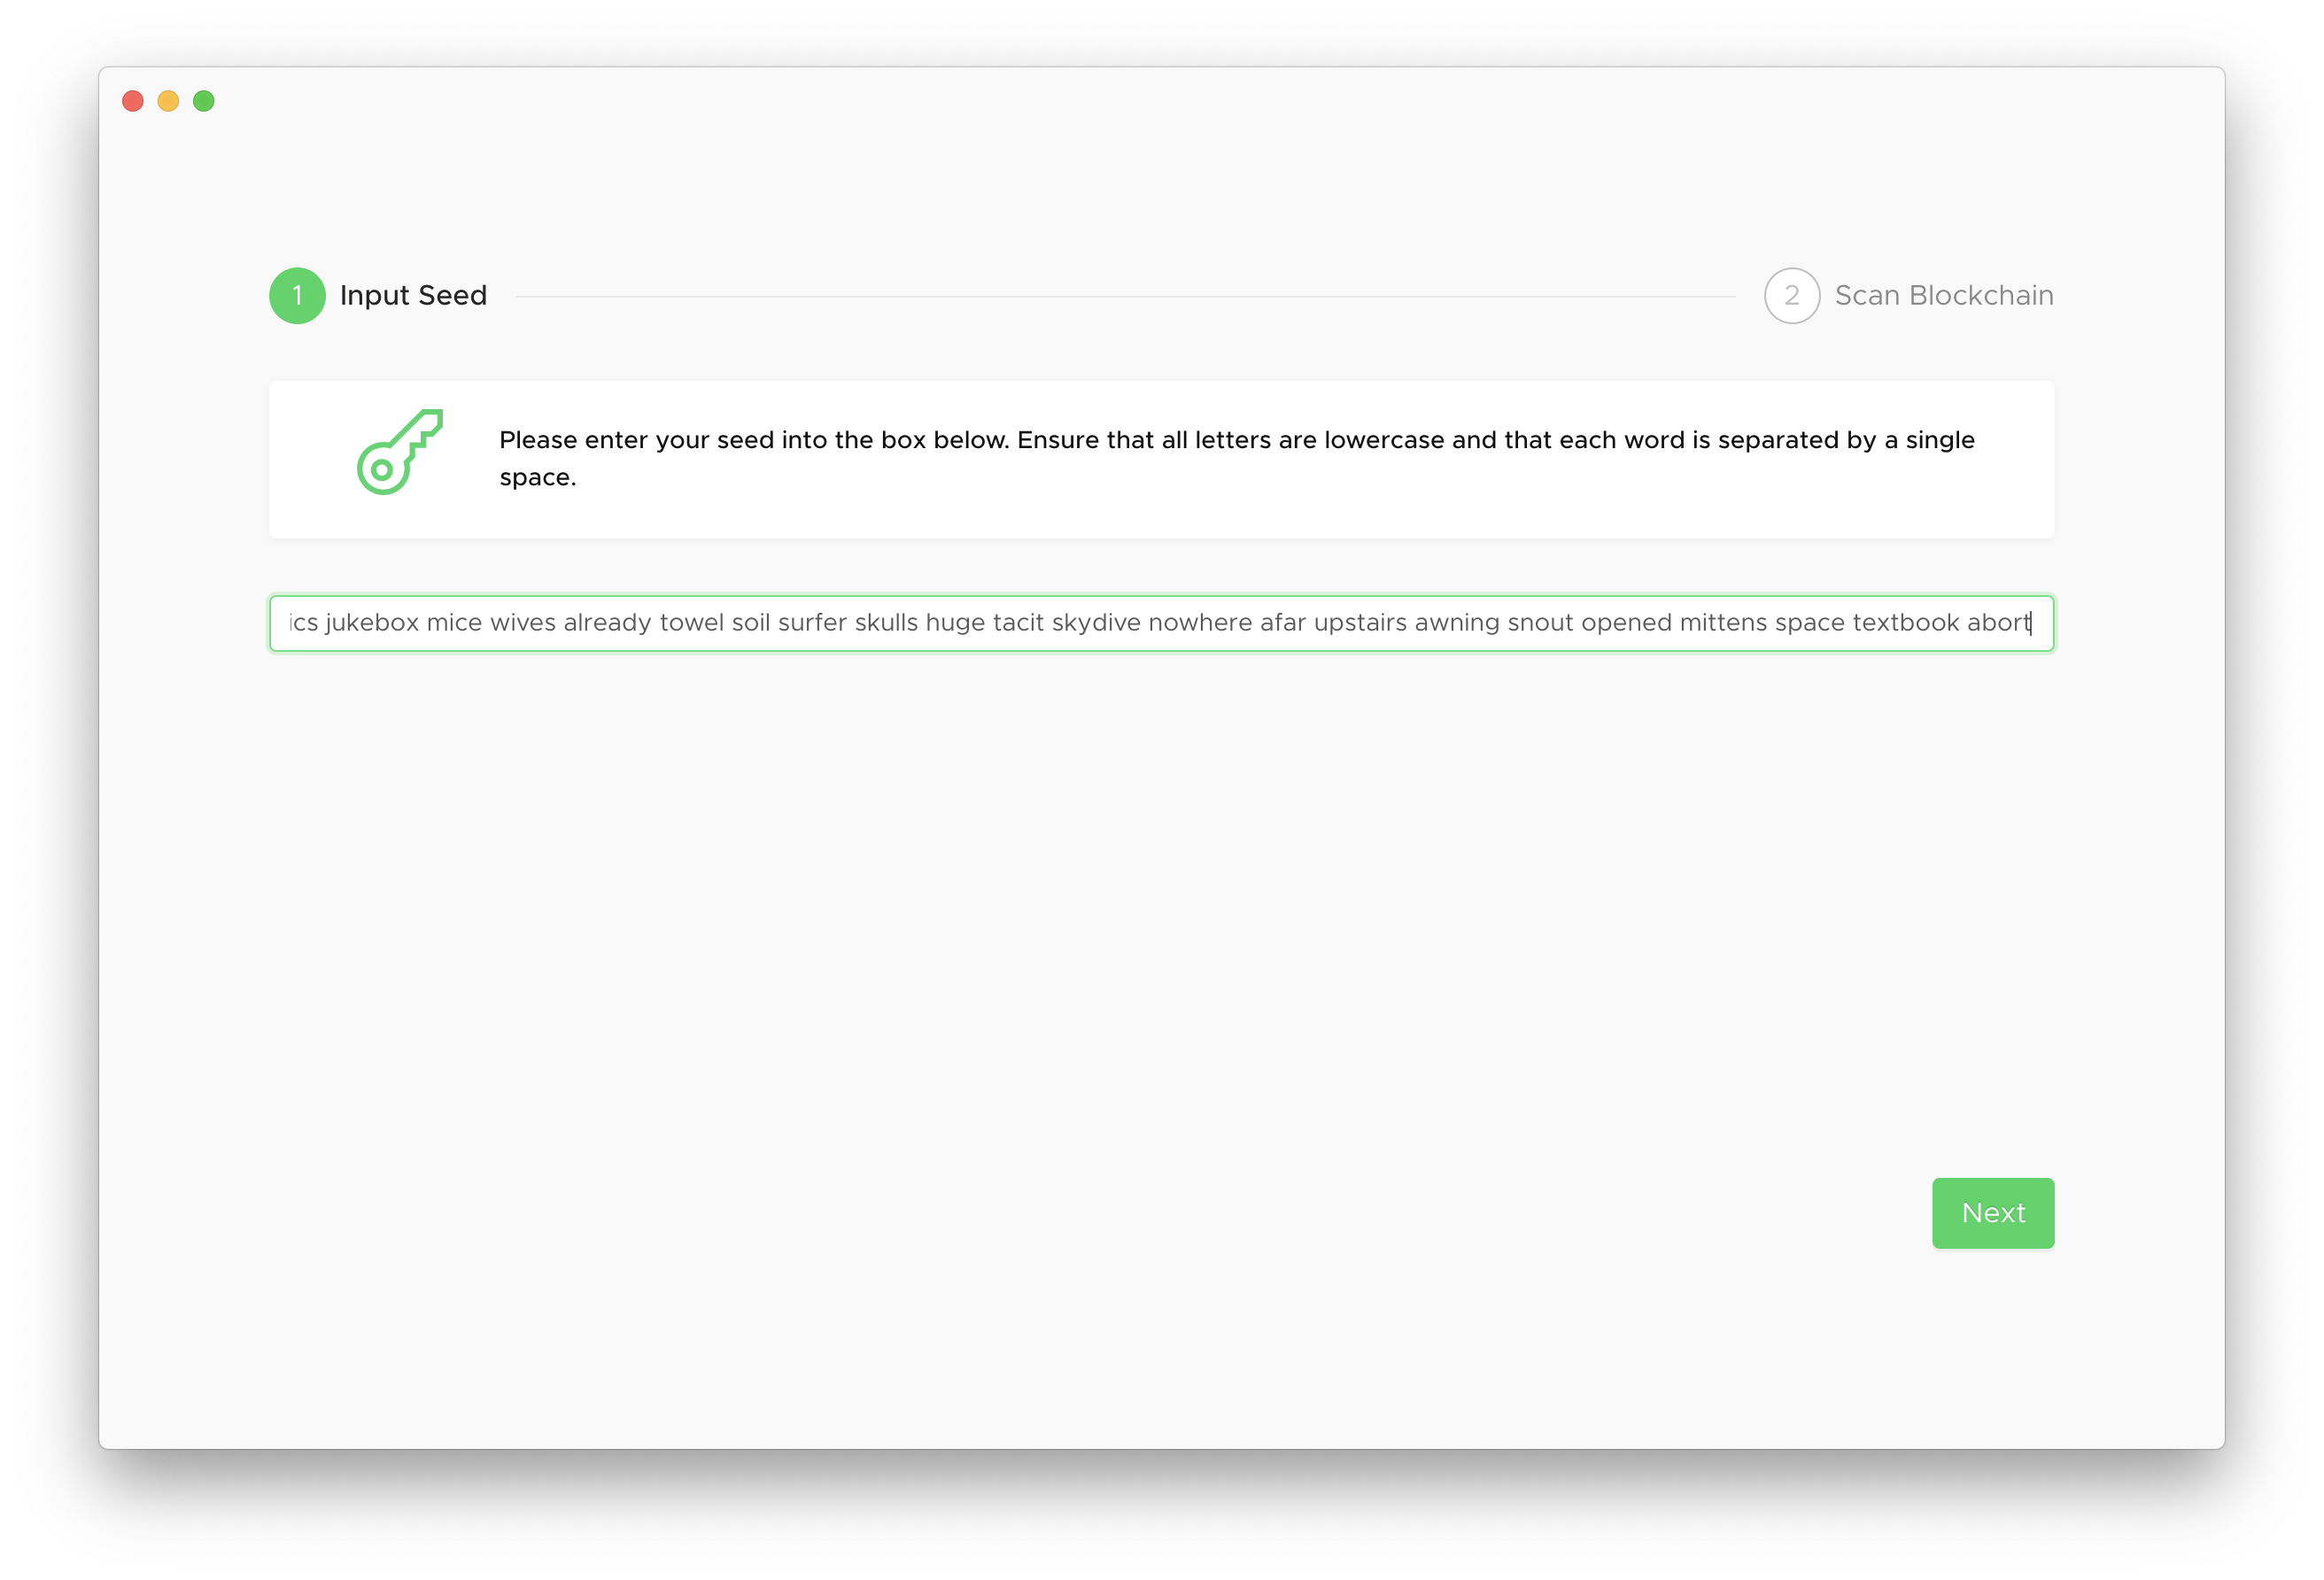 1 Input Seed 2 Scan Blockchain
Please enter your seed into the box below. Ensure that all letters are lowercase and that each word is separated by a single
space.
ics jukebox mice wives already towel soil surfer skulls huge tacit skydive nowhere afar upstairs awning snout opened mittens space textbook abort
Next